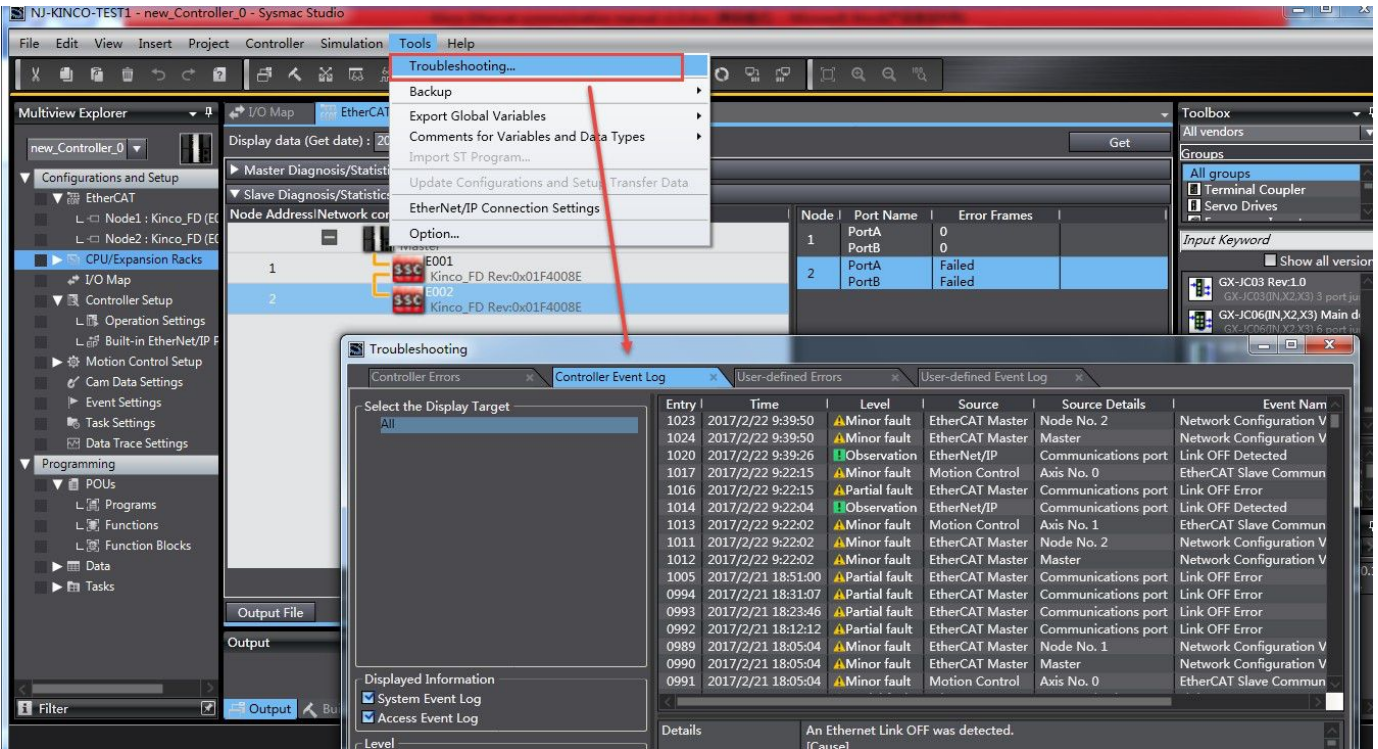 NJ-KINCO-TEST1 - new_Controller_0 - Sysmac Studio
File Edit View Insert Project Controller Simulation Tools Help
Troubleshooting...
Backup
Export Global Variables
Comments for Variables and Data Types
Import ST Program...
Update Configurations and Setup Transfer Data
EtherNet/IP Connection Settings
Option...
Multiview Explorer
new_Controller_0
Configurations and Setup
EtherCAT
Node1 : Kinco_FD (E
Node2 : Kinco_FD (E
CPU/Expansion Racks
I/O Map
Controller Setup
Operation Settings
Built-in EtherNet/IP P
Motion Control Setup
Cam Data Settings
Event Settings
Task Settings
Data Trace Settings
Programming
POUs
Programs
Functions
Function Blocks
Data
Tasks
Filter
I/O Map EtherCAT
Display data (Get date) : 20 Get
Master Diagnosis/Statisti
Slave Diagnosis/Statistics
Node Address Network con
Master
1 E001
SSC Kinco_FD Rev:0x01F4008E
2 E002
SSC Kinco_FD Rev:0x01F4008E
Node Port Name Error Frames
1 PortA 0
PortB 0
2 PortA Failed
PortB Failed
Output File
Output
Output Bu
Toolbox
All vendors
Groups
All groups
Terminal Coupler
Servo Drives
Input Keyword
Show all version
GX-JC03 Rev:1.0
GX-JC03(IN,X2,X3) 3 port ju
GX-JC06(IN,X2,X3) Main d
GX-JC06(IN,X2,X3) 6 port ju
Troubleshooting
Controller Errors Controller Event Log User-defined Errors User-defined Event Log
Select the Display Target
All
Displayed Information
System Event Log
Access Event Log
Level
Entry Time Level Source Source Details Event Nam
1023 2017/2/22 9:39:50 Minor fault EtherCAT Master Node No. 2 Network Configuration V
1024 2017/2/22 9:39:50 Minor fault EtherCAT Master Master Network Configuration V
1020 2017/2/22 9:39:26 Observation EtherNet/IP Communications port Link OFF Detected
1017 2017/2/22 9:22:15 Minor fault Motion Control Axis No. 0 EtherCAT Slave Commun
1016 2017/2/22 9:22:15 Partial fault EtherCAT Master Communications port Link OFF Error
1014 2017/2/22 9:22:04 Observation EtherNet/IP Communications port Link OFF Detected
1013 2017/2/22 9:22:02 Minor fault Motion Control Axis No. 1 EtherCAT Slave Commun
1011 2017/2/22 9:22:02 Minor fault EtherCAT Master Node No. 2 Network Configuration V
1012 2017/2/22 9:22:02 Minor fault EtherCAT Master Master Network Configuration V
1005 2017/2/21 18:51:00 Partial fault EtherCAT Master Communications port Link OFF Error
0994 2017/2/21 18:31:07 Partial fault EtherCAT Master Communications port Link OFF Error
0993 2017/2/21 18:23:46 Partial fault EtherCAT Master Communications port Link OFF Error
0992 2017/2/21 18:12:12 Partial fault EtherCAT Master Communications port Link OFF Error
0989 2017/2/21 18:05:04 Minor fault EtherCAT Master Node No. 1 Network Configuration V
0990 2017/2/21 18:05:04 Minor fault EtherCAT Master Master Network Configuration V
0991 2017/2/21 18:05:04 Minor fault Motion Control Axis No. 0 EtherCAT Slave Commun
Details An Ethernet Link OFF was detected.
[Cause]